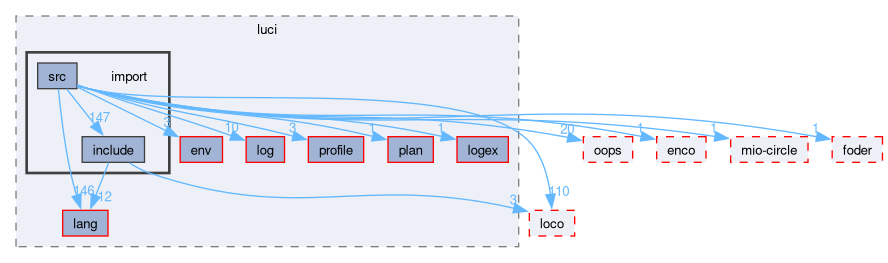 luci
src
import
147
3
10
3
1
1
20
1
1
1
include
env
log
profile
plan
logex
oops
enco
mio-circle
foder
146
12
3
110
lang
loco